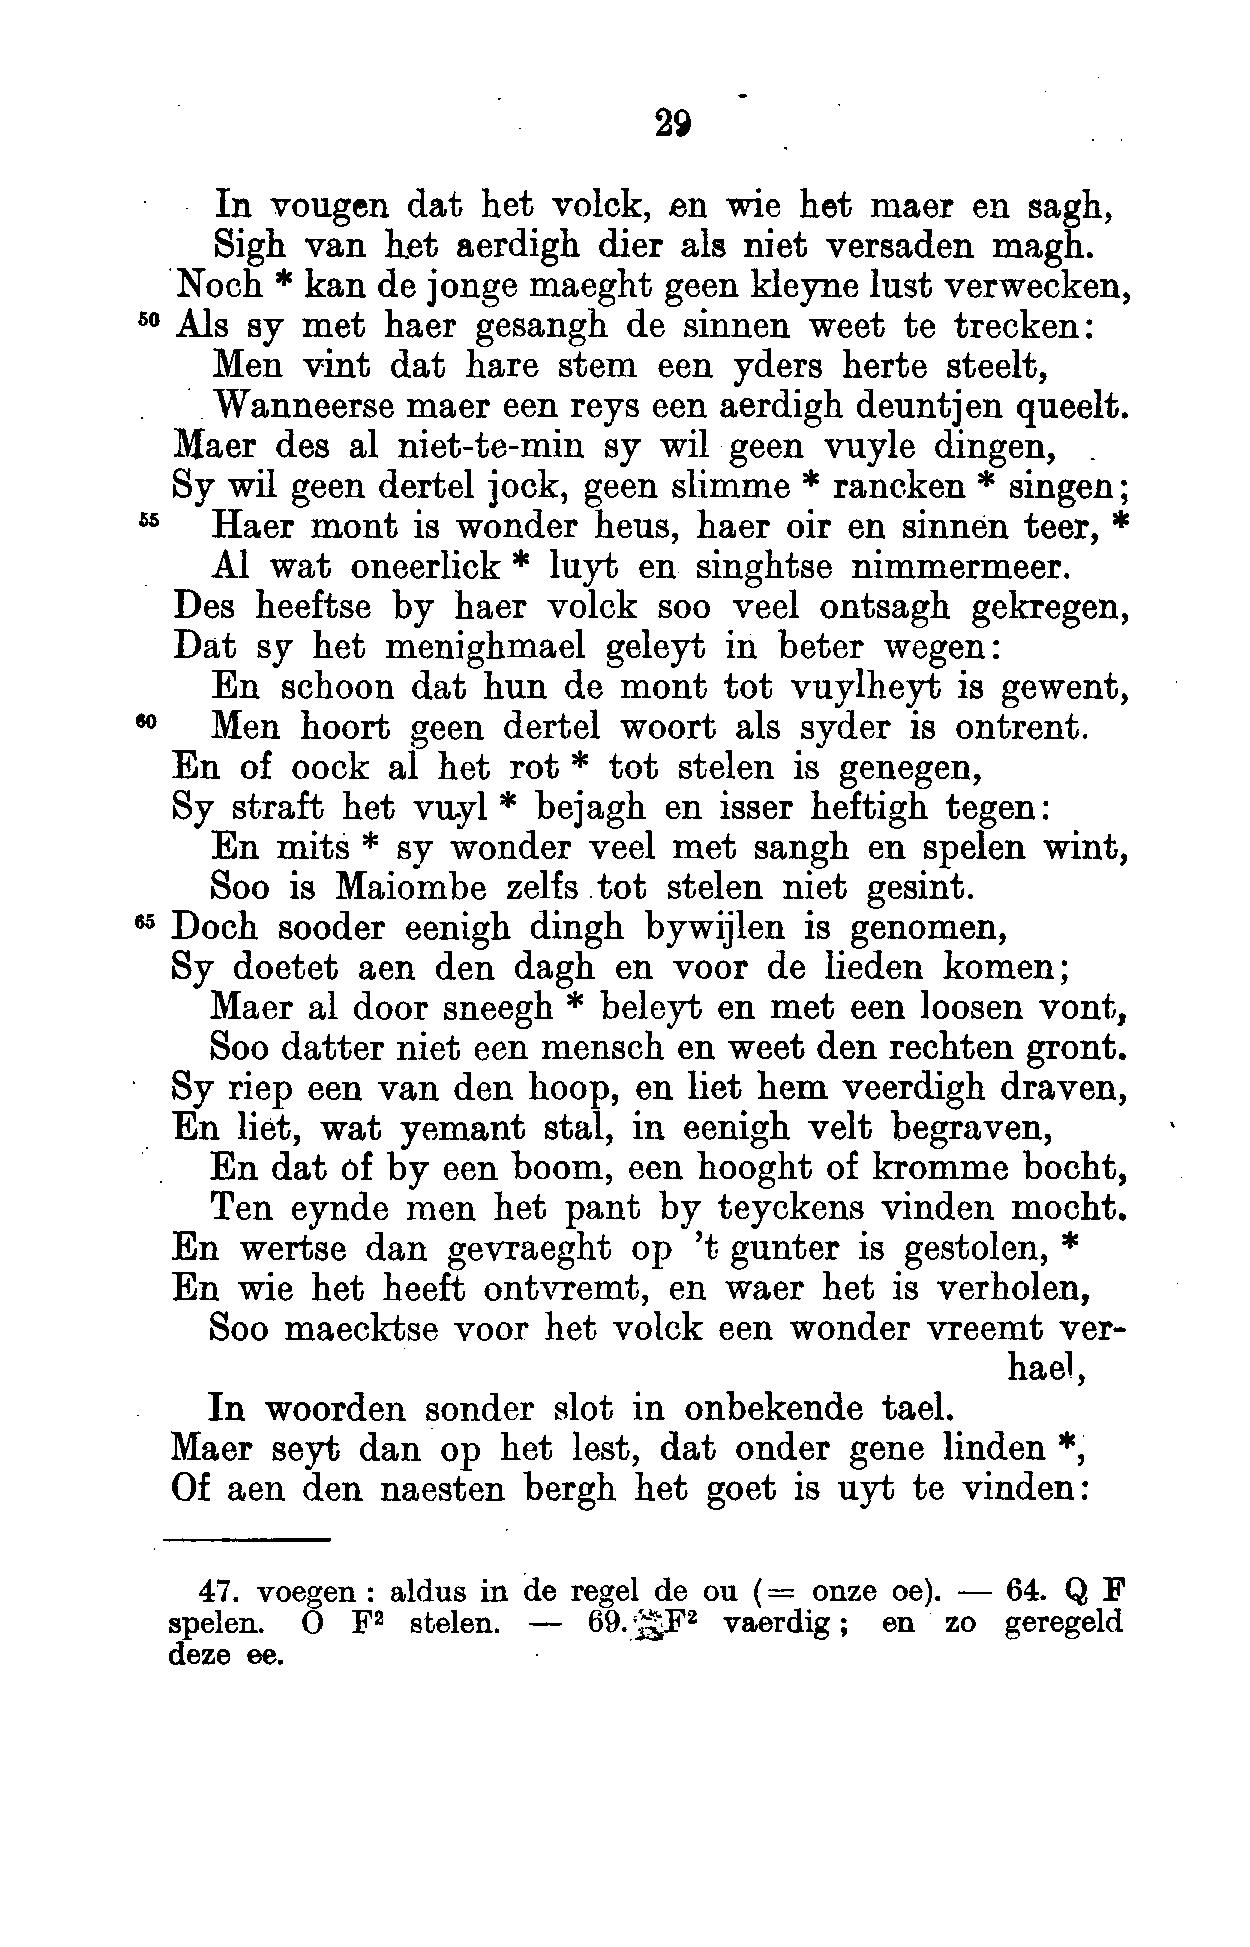 29
In vougen dat het volck, en wie het maer en sagh,
Sigh van het aerdigh dier als niet versaden magh.
Noch * kan de jonge maeght geen kleyne lust verwecken,
50 Als sy met haer gesangh de sinnen weet te trecken:
Men vint dat hare stem een yders herte steelt,
Wanneerse maer een reys een aerdigh deuntjen queelt.
Maer des al niet-te-min sy wil geen vuyle dingen,
Sy wil geen dertel jock, geen slimme * rancken * singen;
55 Haer mont is wonder heus, haer oir en sinnen teer, *
Al wat oneerlick * luyt en singhtse nimmermeer.
Des heeftse by haer volck soo veel ontsagh gekregen,
Dat sy het menighmael geleyt in beter wegen:
En schoon dat hun de mont tot vuylheyt is gewent,
60 Men hoort geen dertel woort als syder is ontrent.
En of oock al het rot * tot stelen is genegen,
Sy straft het vuyl * bejagh en isser heftigh tegen:
En mits * sy wonder veel met sangh en spelen wint,
Soo is Maiombe zelfs tot stelen niet gesint.
65 Doch sooder eenigh dingh bywijlen is genomen,
Sy doetet aen den dagh en voor de lieden komen;
Maer al door sneegh * beleyt en met een loosen vont,
Soo datter niet een mensch en weet den rechten gront.
Sy riep een van den hoop, en liet hem veerdigh draven,
En liet, wat yemant stal, in eenigh velt begraven,
En dat of by een boom, een hooght of kromme bocht,
Ten eynde men het pant by teyckens vinden mocht.
En wertse dan gevraeght op 't gunter is gestolen, *
En wie het heeft ontvremt, en waer het is verholen,
Soo maecktse voor het volck een wonder vreemt ver-
hael,
In woorden sonder slot in onbekende tael.
Maer seyt dan op het lest, dat onder gene linden *,
Of aen den naesten bergh het goet is uyt te vinden:
47. voegen: aldus in de regel de ou (= onze oe). — 64. Q F
spelen. O F² stelen. — 69. F² vaerdig; en zo geregeld
deze ee.